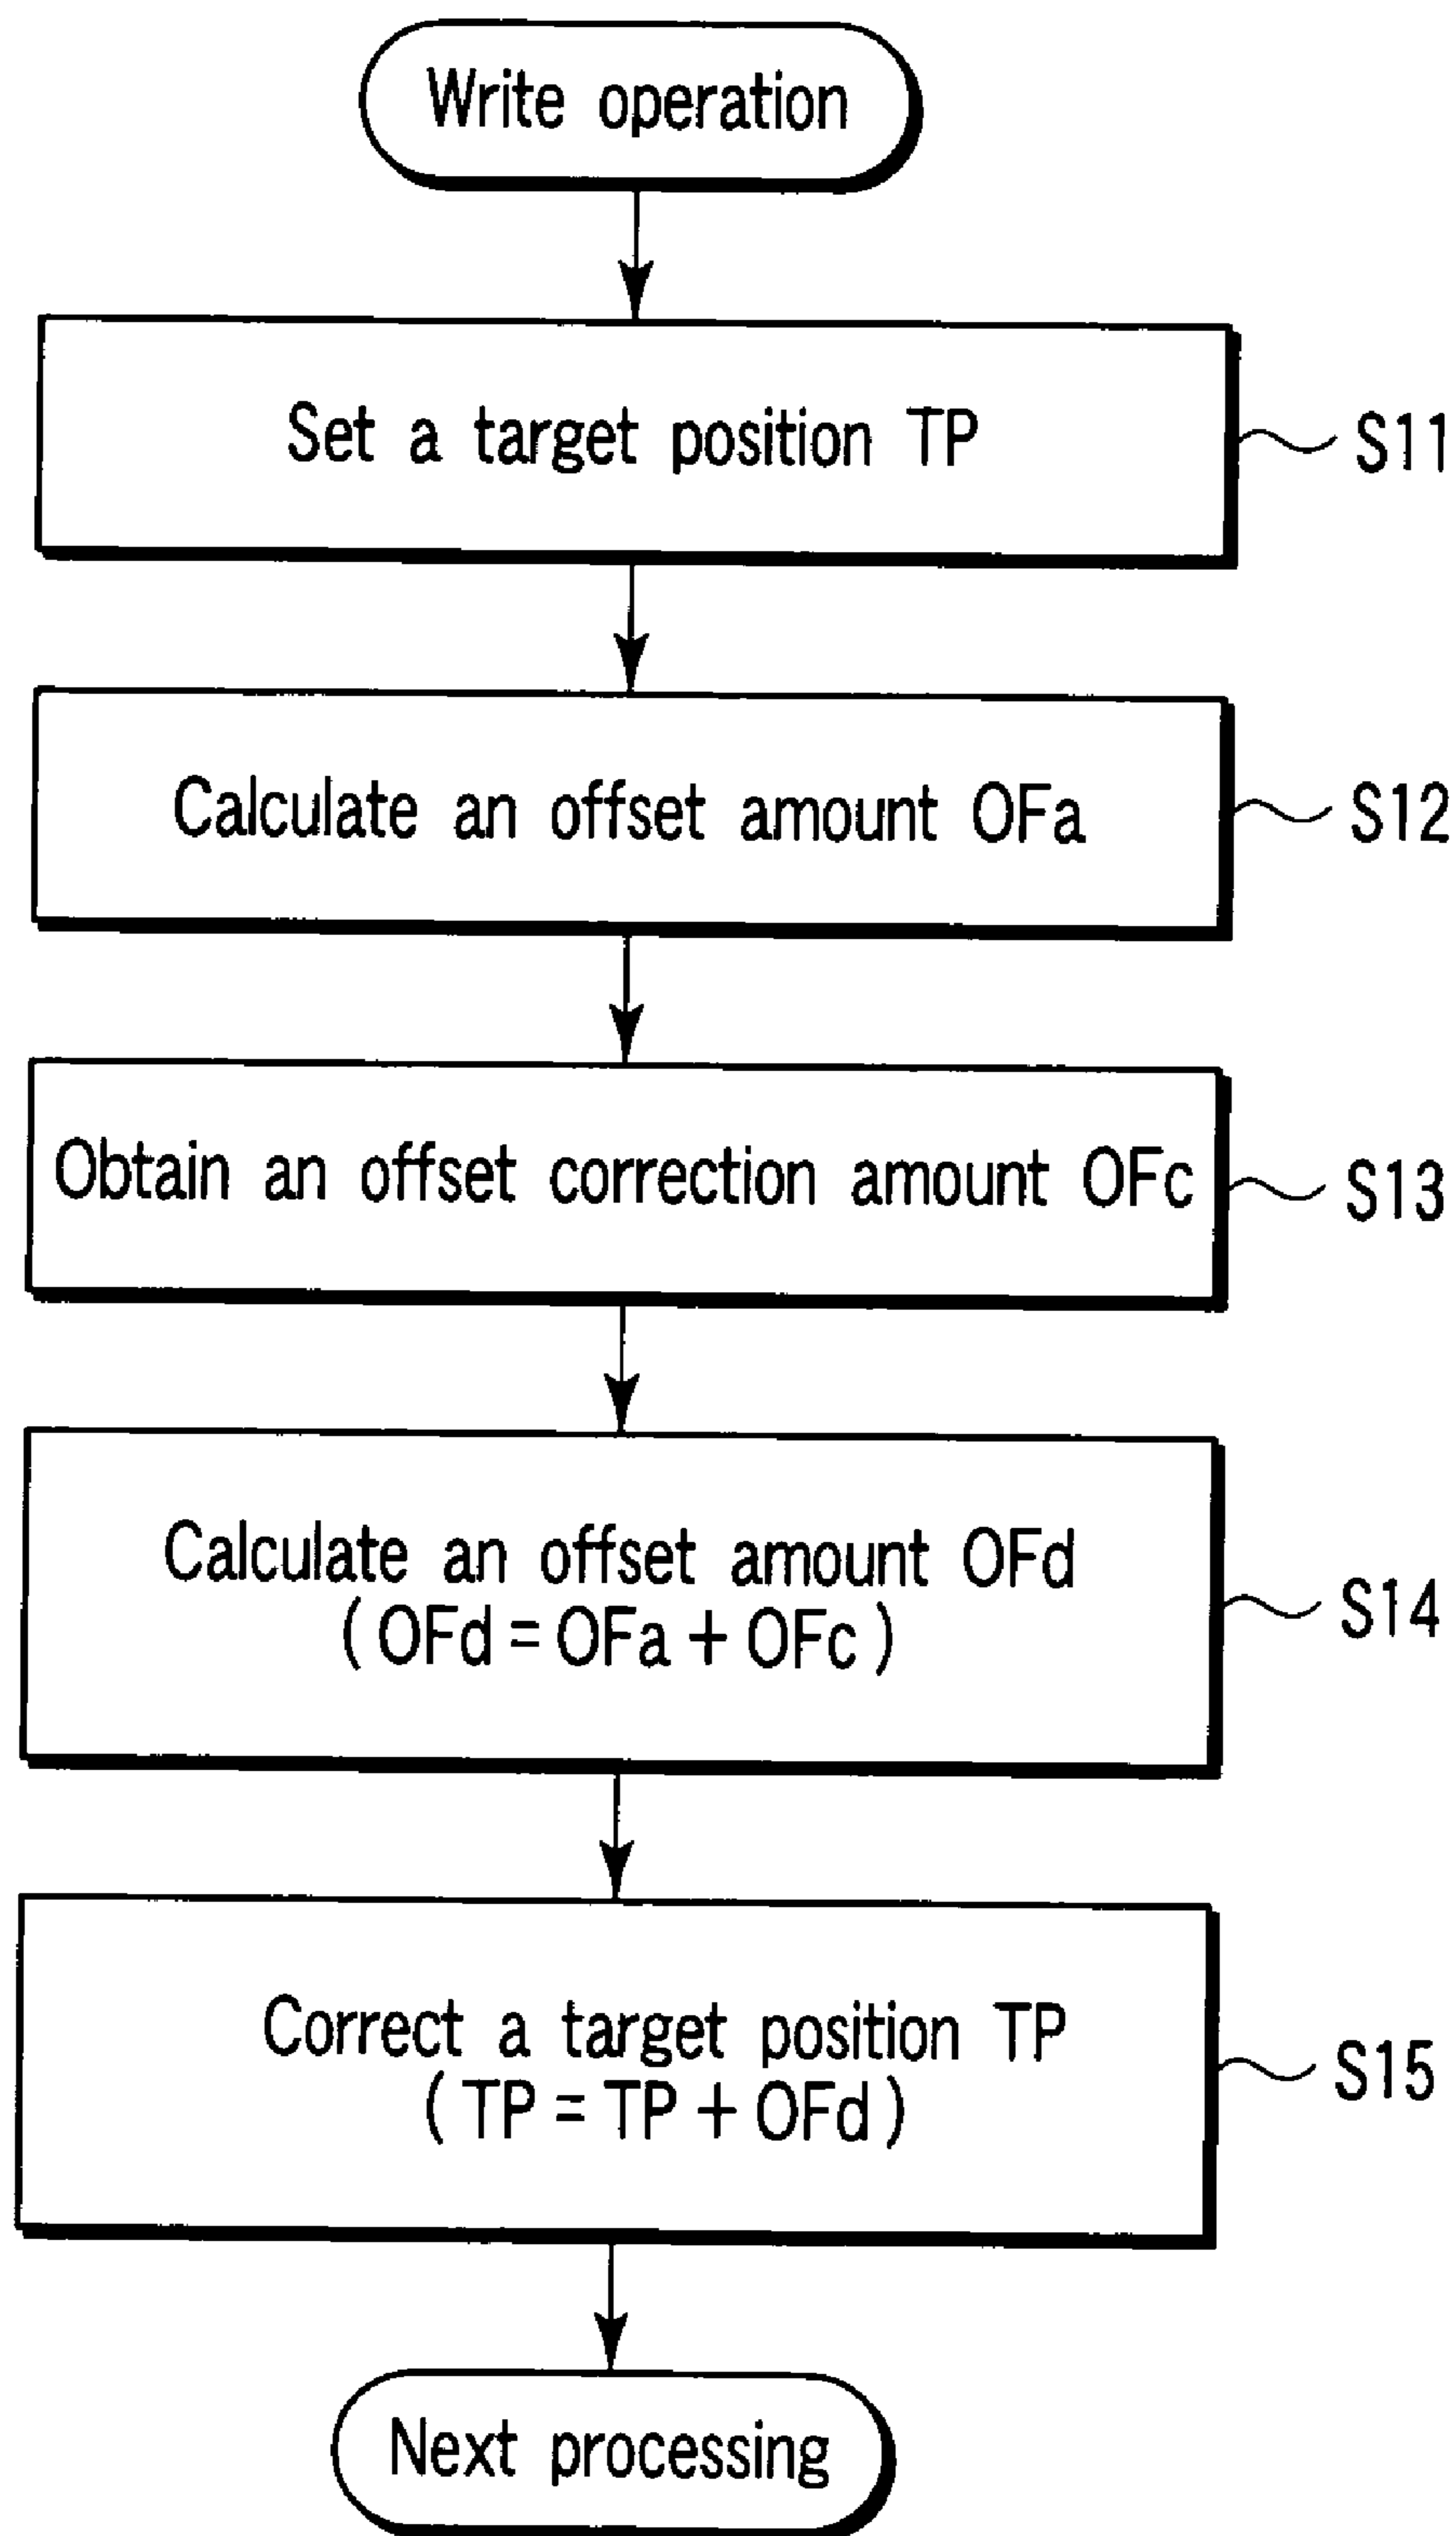 Write operation
Set a target position TP
S11
Calculate an offset amount OFa
S12
Obtain an offset correction amount OFc
S13
Calculate an offset amount OFd
( OFd = OFa + OFc )
S14
Correct a target position TP
( TP = TP + OFd )
S15
Next processing